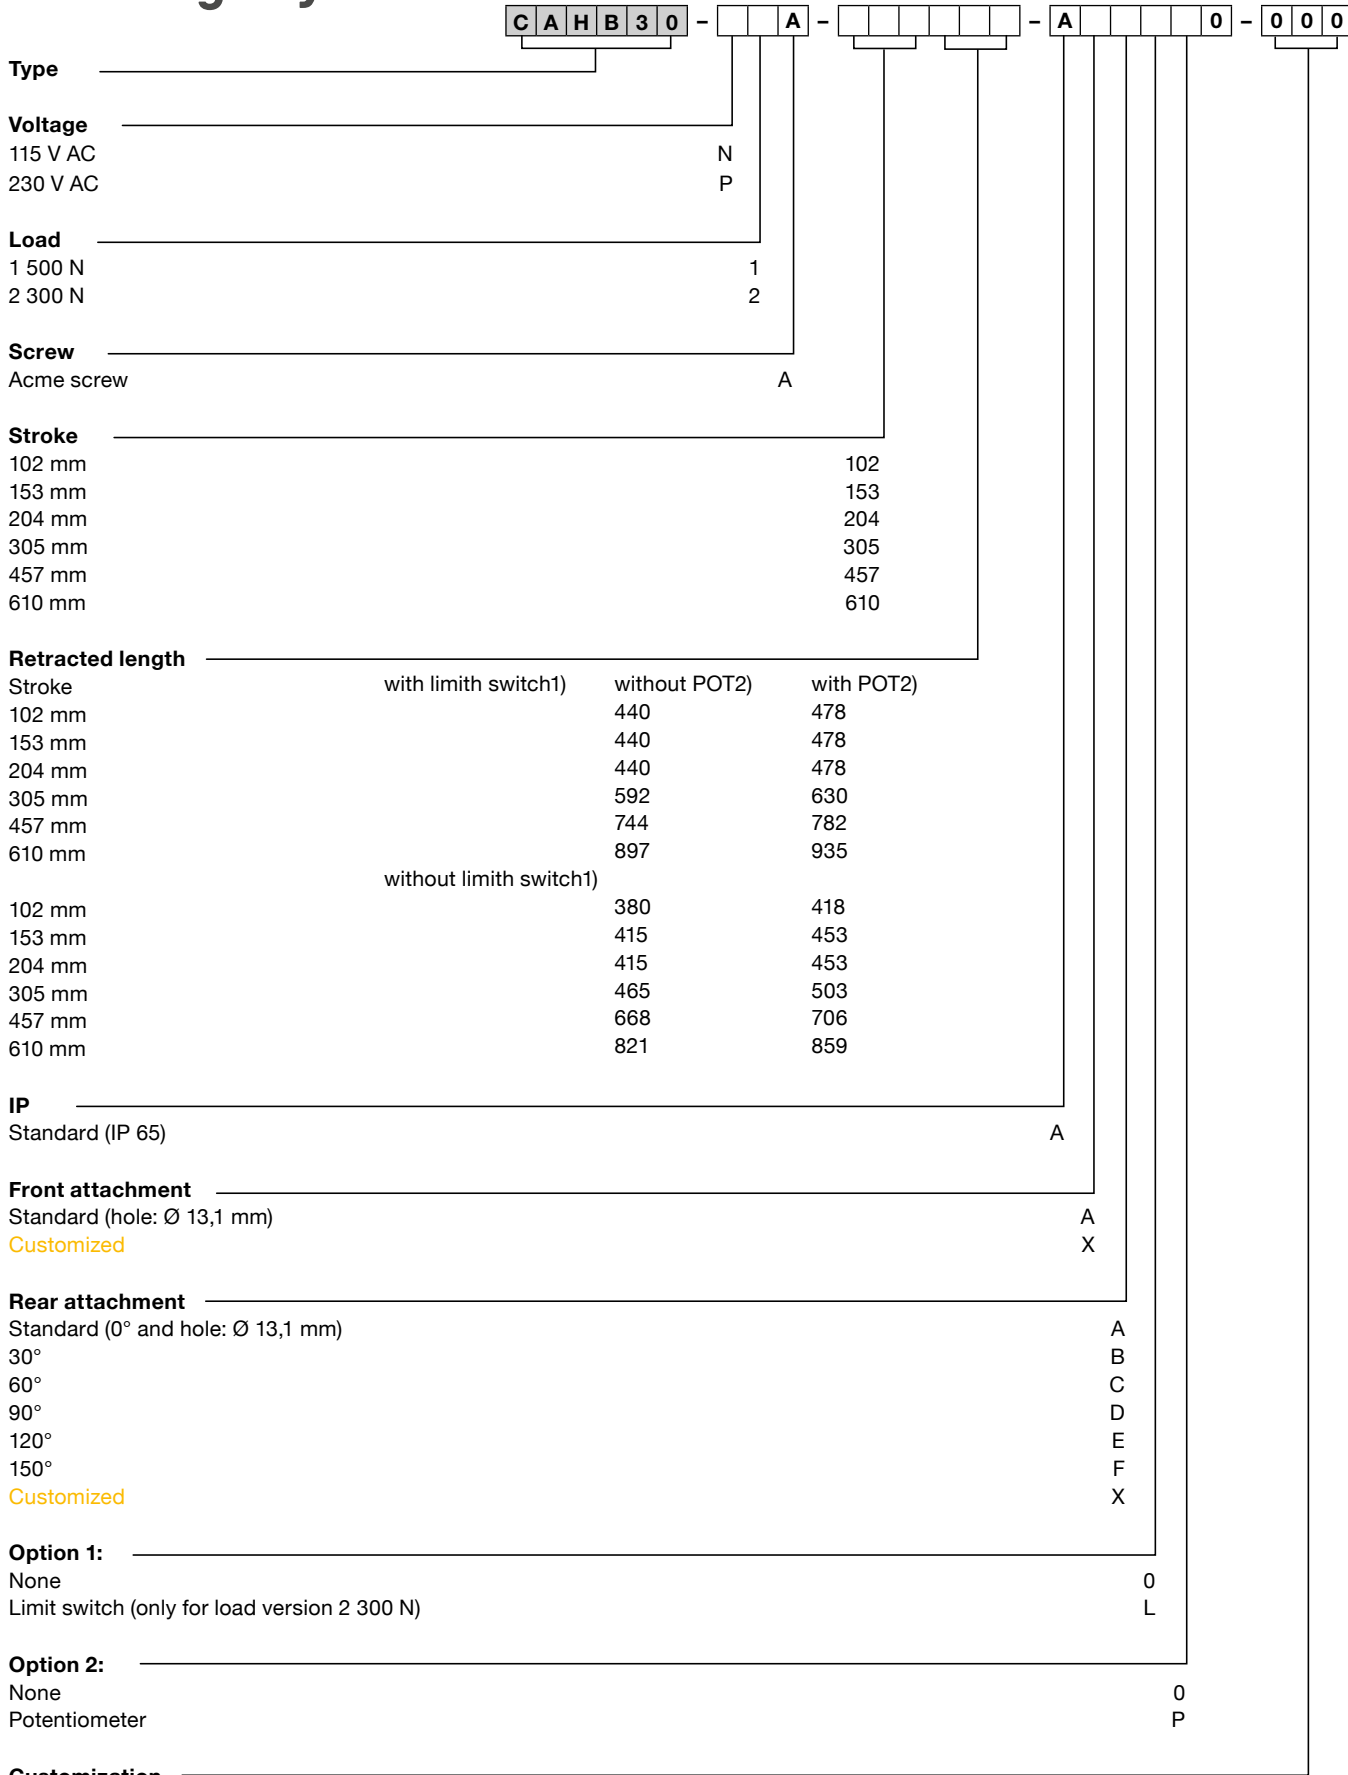 CAHB30 – A – – A 0 – 000
Type
Voltage
115 V AC N
230 V AC P
Load
1 500 N 1
2 300 N 2
Screw
Acme screw A
Stroke
102 mm 102
153 mm 153
204 mm 204
305 mm 305
457 mm 457
610 mm 610
Retracted length
Stroke with limith switch1) without POT2) with POT2)
102 mm 440 478
153 mm 440 478
204 mm 440 478
305 mm 592 630
457 mm 744 782
610 mm 897 935
without limith switch1)
102 mm 380 418
153 mm 415 453
204 mm 415 453
305 mm 465 503
457 mm 668 706
610 mm 821 859
IP
Standard (IP 65) A
Front attachment
Standard (hole: Ø 13,1 mm) A
Customized X
Rear attachment
Standard (0° and hole: Ø 13,1 mm) A
30° B
60° C
90° D
120° E
150° F
Customized X
Option 1:
None 0
Limit switch (only for load version 2 300 N) L
Option 2:
None 0
Potentiometer P
Customization